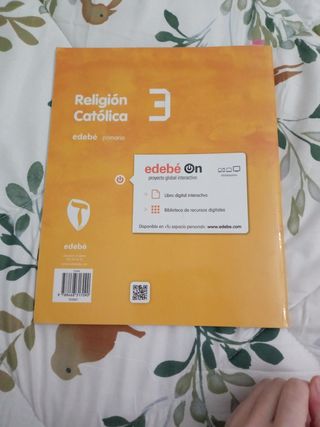 Religión
Católica
3
edebé primaria
edebé On
proyecto global interactivo
Libro digital interactivo
Biblioteca de recursos digitales
Disponible en «Tu espacio personal»: www.edebe.com
edebé